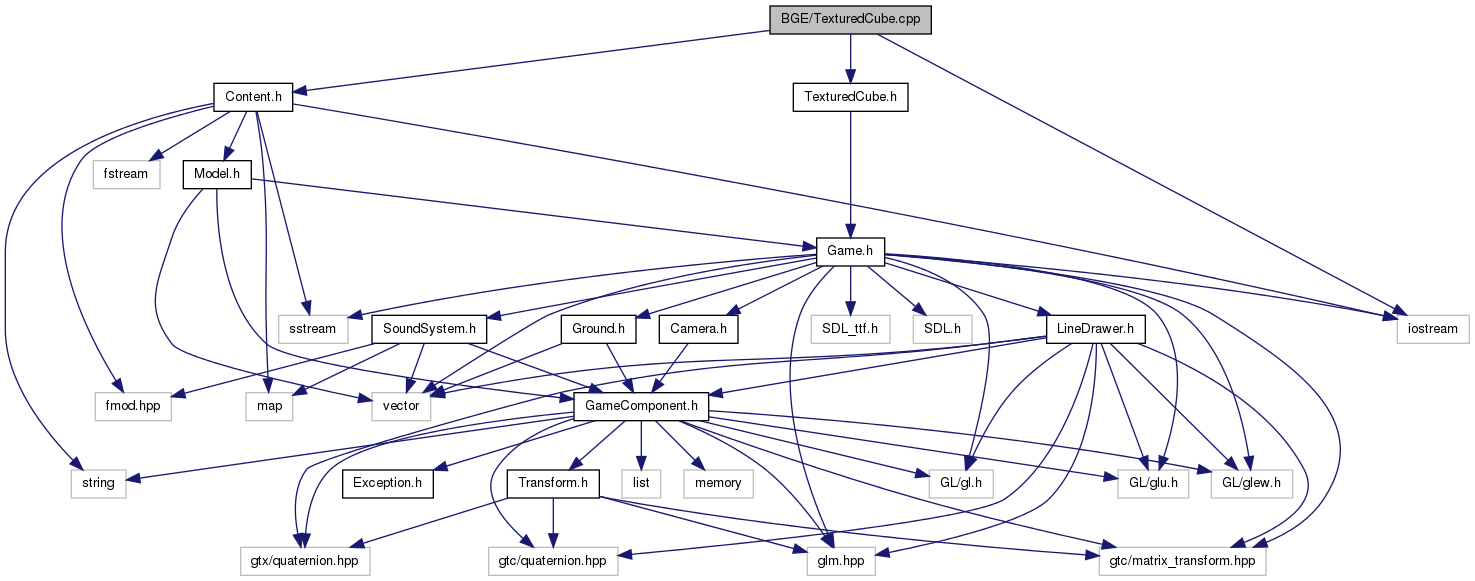 BGE/TexturedCube.cpp
Content.h
TexturedCube.h
fstream
Model.h
Game.h
sstream
SoundSystem.h
Ground.h
Camera.h
SDL_ttf.h
SDL.h
LineDrawer.h
iostream
fmod.hpp
map
vector
GameComponent.h
string
Exception.h
Transform.h
list
memory
GL/gl.h
GL/glu.h
GL/glew.h
gtx/quaternion.hpp
gtc/quaternion.hpp
glm.hpp
gtc/matrix_transform.hpp